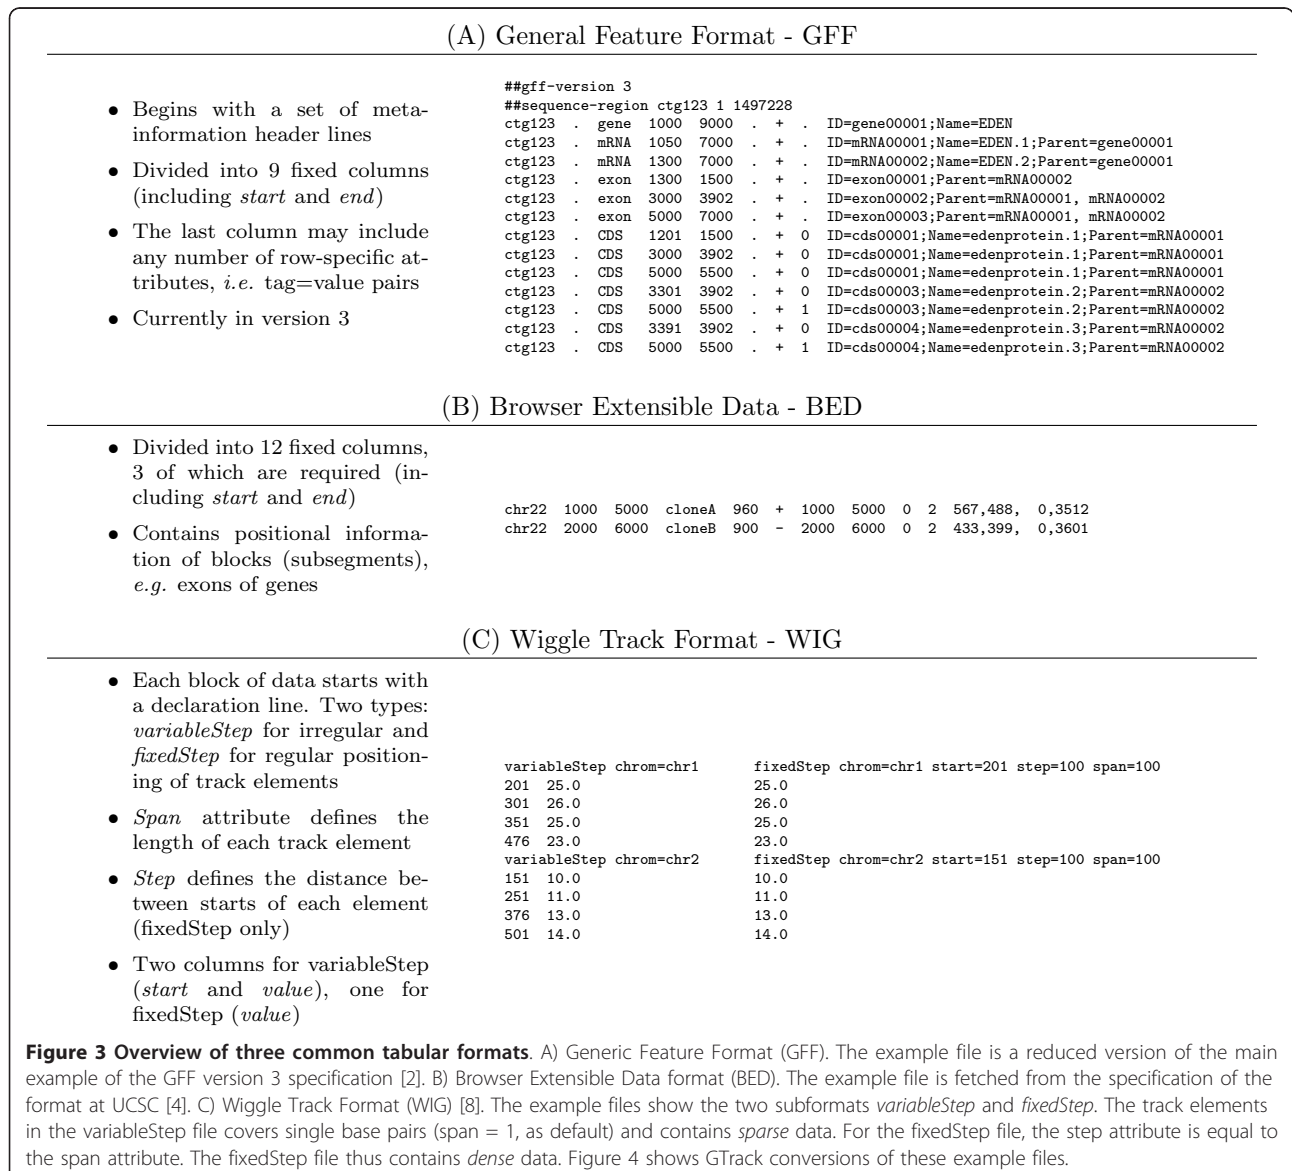 (A) General Feature Format - GFF
• Begins with a set of meta-
information header lines
• Divided into 9 fixed columns
(including start and end)
• The last column may include
any number of row-specific at-
tributes, i.e. tag=value pairs
• Currently in version 3
##gff-version 3
##sequence-region ctg123 1 1497228
ctg123 . gene 1000 9000 . + . ID=gene00001;Name=EDEN
ctg123 . mRNA 1050 7000 . + . ID=mRNA00001;Name=EDEN.1;Parent=gene00001
ctg123 . mRNA 1300 7000 . + . ID=mRNA00002;Name=EDEN.2;Parent=gene00001
ctg123 . exon 1300 1500 . + . ID=exon00001;Parent=mRNA00002
ctg123 . exon 3000 3902 . + . ID=exon00002;Parent=mRNA00001, mRNA00002
ctg123 . exon 5000 7000 . + . ID=exon00003;Parent=mRNA00001, mRNA00002
ctg123 . CDS 1201 1500 . + 0 ID=cds00001;Name=edenprotein.1;Parent=mRNA00001
ctg123 . CDS 3000 3902 . + 0 ID=cds00001;Name=edenprotein.1;Parent=mRNA00001
ctg123 . CDS 5000 5500 . + 0 ID=cds00001;Name=edenprotein.1;Parent=mRNA00001
ctg123 . CDS 3301 3902 . + 0 ID=cds00003;Name=edenprotein.2;Parent=mRNA00002
ctg123 . CDS 5000 5500 . + 1 ID=cds00003;Name=edenprotein.2;Parent=mRNA00002
ctg123 . CDS 3391 3902 . + 0 ID=cds00004;Name=edenprotein.3;Parent=mRNA00002
ctg123 . CDS 5000 5500 . + 1 ID=cds00004;Name=edenprotein.3;Parent=mRNA00002
(B) Browser Extensible Data - BED
• Divided into 12 fixed columns,
3 of which are required (in-
cluding start and end)
• Contains positional informa-
tion of blocks (subsegments),
e.g. exons of genes
chr22 1000 5000 cloneA 960 + 1000 5000 0 2 567,488, 0,3512
chr22 2000 6000 cloneB 900 - 2000 6000 0 2 433,399, 0,3601
(C) Wiggle Track Format - WIG
• Each block of data starts with
a declaration line. Two types:
variableStep for irregular and
fixedStep for regular position-
ing of track elements
• Span attribute defines the
length of each track element
• Step defines the distance be-
tween starts of each element
(fixedStep only)
• Two columns for variableStep
(start and value), one for
fixedStep (value)
variableStep chrom=chr1
201 25.0
301 26.0
351 25.0
476 23.0
variableStep chrom=chr2
151 10.0
251 11.0
376 13.0
501 14.0
fixedStep chrom=chr1 start=201 step=100 span=100
25.0
26.0
25.0
23.0
fixedStep chrom=chr2 start=151 step=100 span=100
10.0
11.0
13.0
14.0
Figure 3 Overview of three common tabular formats. A) Generic Feature Format (GFF). The example file is a reduced version of the main
example of the GFF version 3 specification [2]. B) Browser Extensible Data format (BED). The example file is fetched from the specification of the
format at UCSC [4]. C) Wiggle Track Format (WIG) [8]. The example files show the two subformats variableStep and fixedStep. The track elements
in the variableStep file covers single base pairs (span = 1, as default) and contains sparse data. For the fixedStep file, the step attribute is equal to
the span attribute. The fixedStep file thus contains dense data. Figure 4 shows GTrack conversions of these example files.